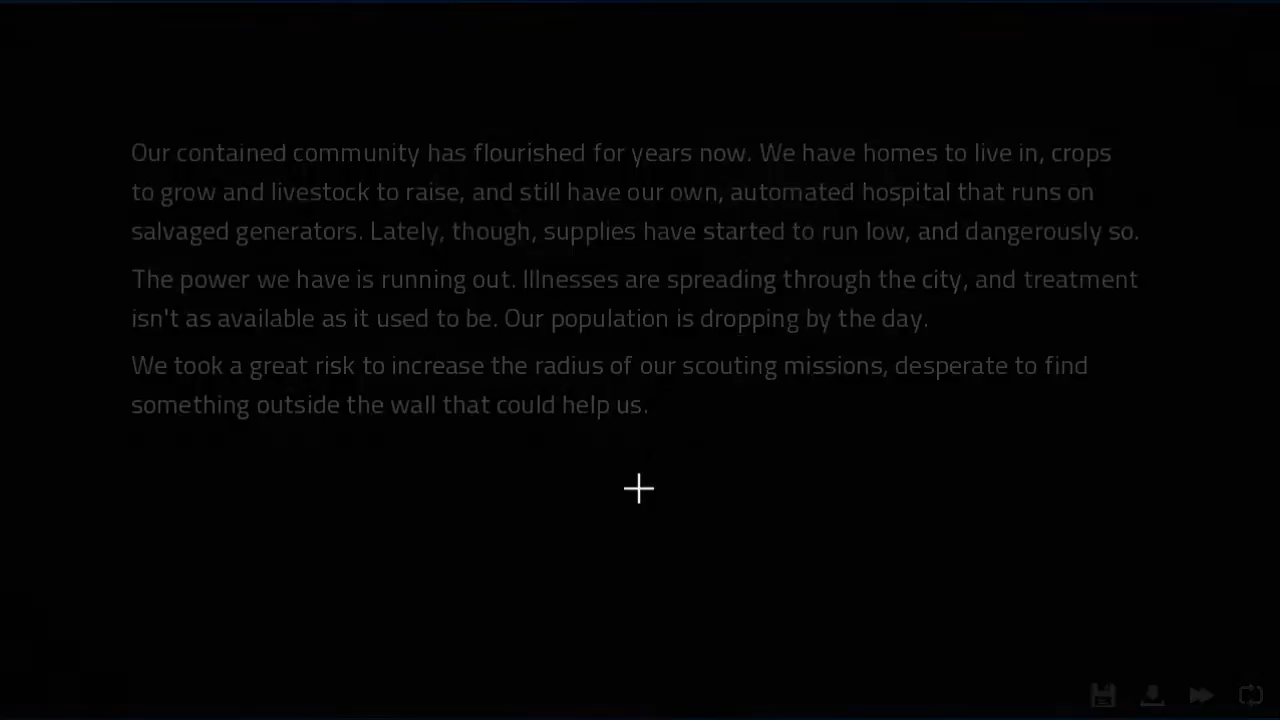 Our contained community has flourished for years now. We have homes to live in, crops
to grow and livestock to raise, and still have our own, automated hospital that runs on
salvaged generators. Lately, though, supplies have started to run low, and dangerously so.
The power we have is running out. Illnesses are spreading through the city, and treatment
isn't as available as it used to be. Our population is dropping by the day.
We took a great risk to increase the radius of our scouting missions, desperate to find
something outside the wall that could help us.